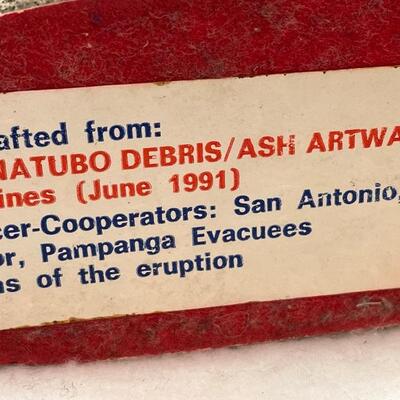 afted from:
NATUBO DEBRIS/ASH ARTWA
ines (June 1991)
cer-Cooperators: San Antonio,
or, Pampanga Evacuees
ns of the eruption